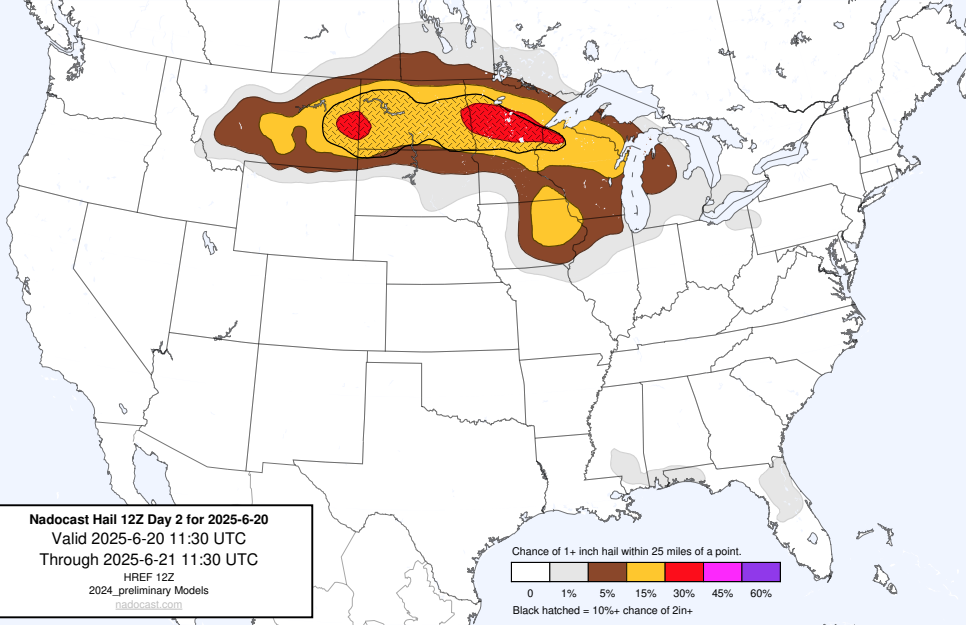 Nadocast Hail 12Z Day 2 for 2025-6-20
Valid 2025-6-20 11:30 UTC
Through 2025-6-21 11:30 UTC
HREF 12Z
2024_preliminary Models
nadocast.com
Chance of 1+ inch hail within 25 miles of a point.
0 1% 5% 15% 30% 45% 60%
Black hatched = 10%+ chance of 2in+